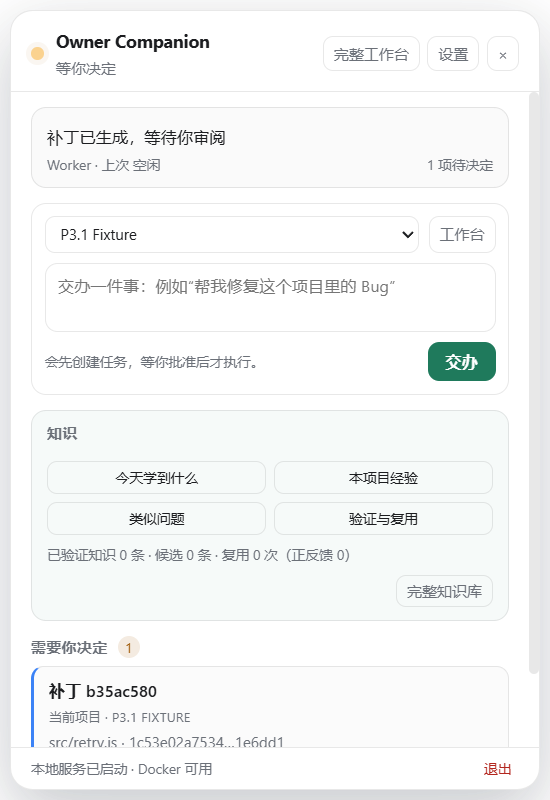 Owner Companion
等你决定
完整工作台
设置
×
补丁已生成，等待你审阅
Worker · 上次 空闲
1 项待决定
P3.1 Fixture
工作台
交办一件事：例如“帮我修复这个项目里的 Bug”
会先创建任务，等你批准后才执行。
交办
知识
今天学到什么
本项目经验
类似问题
验证与复用
已验证知识 0 条 · 候选 0 条 · 复用 0 次（正反馈 0）
完整知识库
需要你决定 1
补丁 b35ac580
当前项目 · P3.1 FIXTURE
src/retry.js · 1c53e02a7534…1e6dd1
本地服务已启动 · Docker 可用
退出